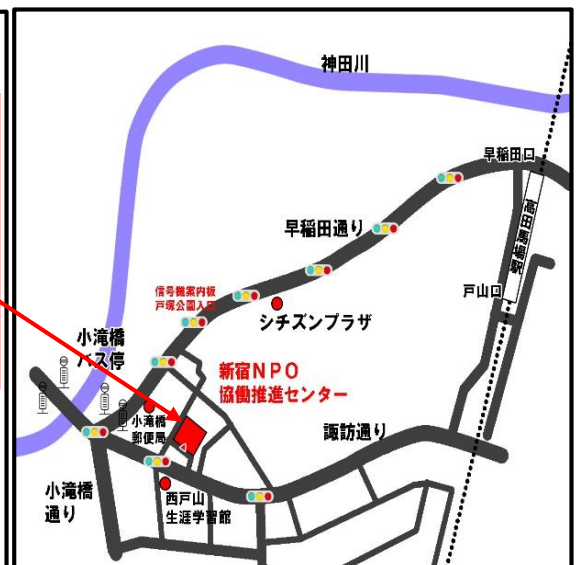 神田川
早稲田口
高田馬場駅
早稲田通り
戸山口
信号機案内板
戸塚公園入口
シチズンプラザ
小滝橋
バス停
新宿NPO
協働推進センター
小滝橋
郵便局
諏訪通り
小滝橋
通り
西戸山
生涯学習館